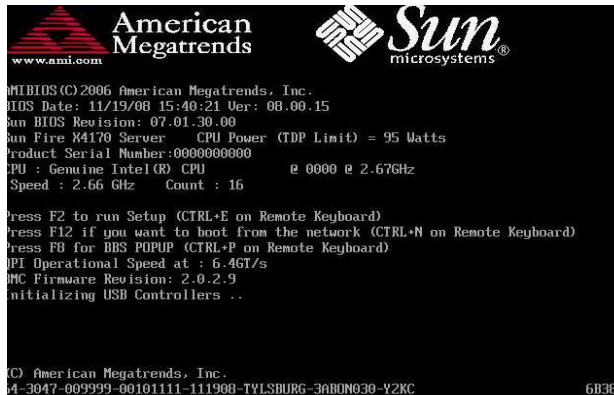 American
Megatrends
www.ami.com
Sun
microsystems
AMIBIOS(C)2006 American Megatrends, Inc.
BIOS Date: 11/19/08 15:40:21 Ver: 08.00.15
Sun BIOS Revision: 07.01.30.00
Sun Fire X4170 Server CPU Power (TDP Limit) = 95 Watts
Product Serial Number:0000000000
CPU : Genuine Intel(R) CPU @ 0000 @ 2.67GHz
Speed : 2.66 GHz Count : 16
Press F2 to run Setup (CTRL+E on Remote Keyboard)
Press F12 if you want to boot from the network (CTRL+N on Remote Keyboard)
Press F8 for BBS POPUP (CTRL+P on Remote Keyboard)
QPI Operational Speed at : 6.4GT/s
BMC Firmware Revision: 2.0.2.9
Initializing USB Controllers ..
(C) American Megatrends, Inc.
64-3047-009999-00101111-111908-TYLSBURG-3ABON030-Y2KC 6B38